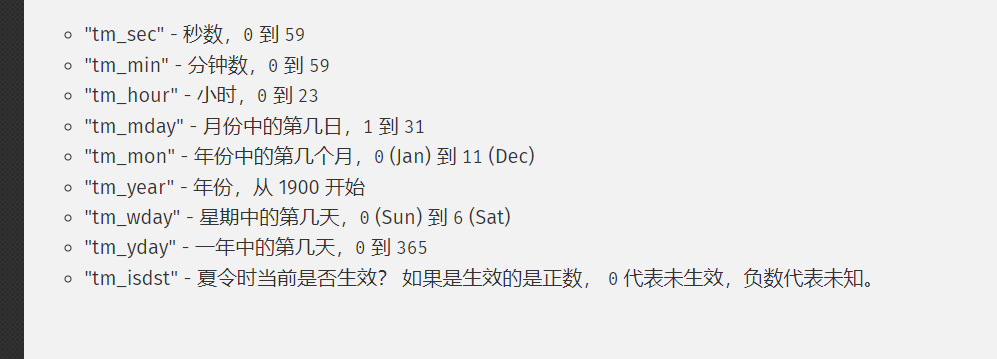 "tm_sec" - 秒数，0 到 59
"tm_min" - 分钟数，0 到 59
"tm_hour" - 小时，0 到 23
"tm_mday" - 月份中的第几日，1 到 31
"tm_mon" - 年份中的第几个月，0 (Jan) 到 11 (Dec)
"tm_year" - 年份，从 1900 开始
"tm_wday" - 星期中的第几天，0 (Sun) 到 6 (Sat)
"tm_yday" - 一年中的第几天，0 到 365
"tm_isdst" - 夏令时当前是否生效？ 如果是生效的是正数， 0 代表未生效，负数代表未知。